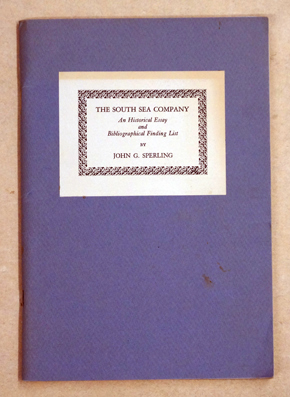 THE SOUTH SEA COMPANY
An Historical Essay
and
Bibliographical Finding List
BY
JOHN G. SPERLING